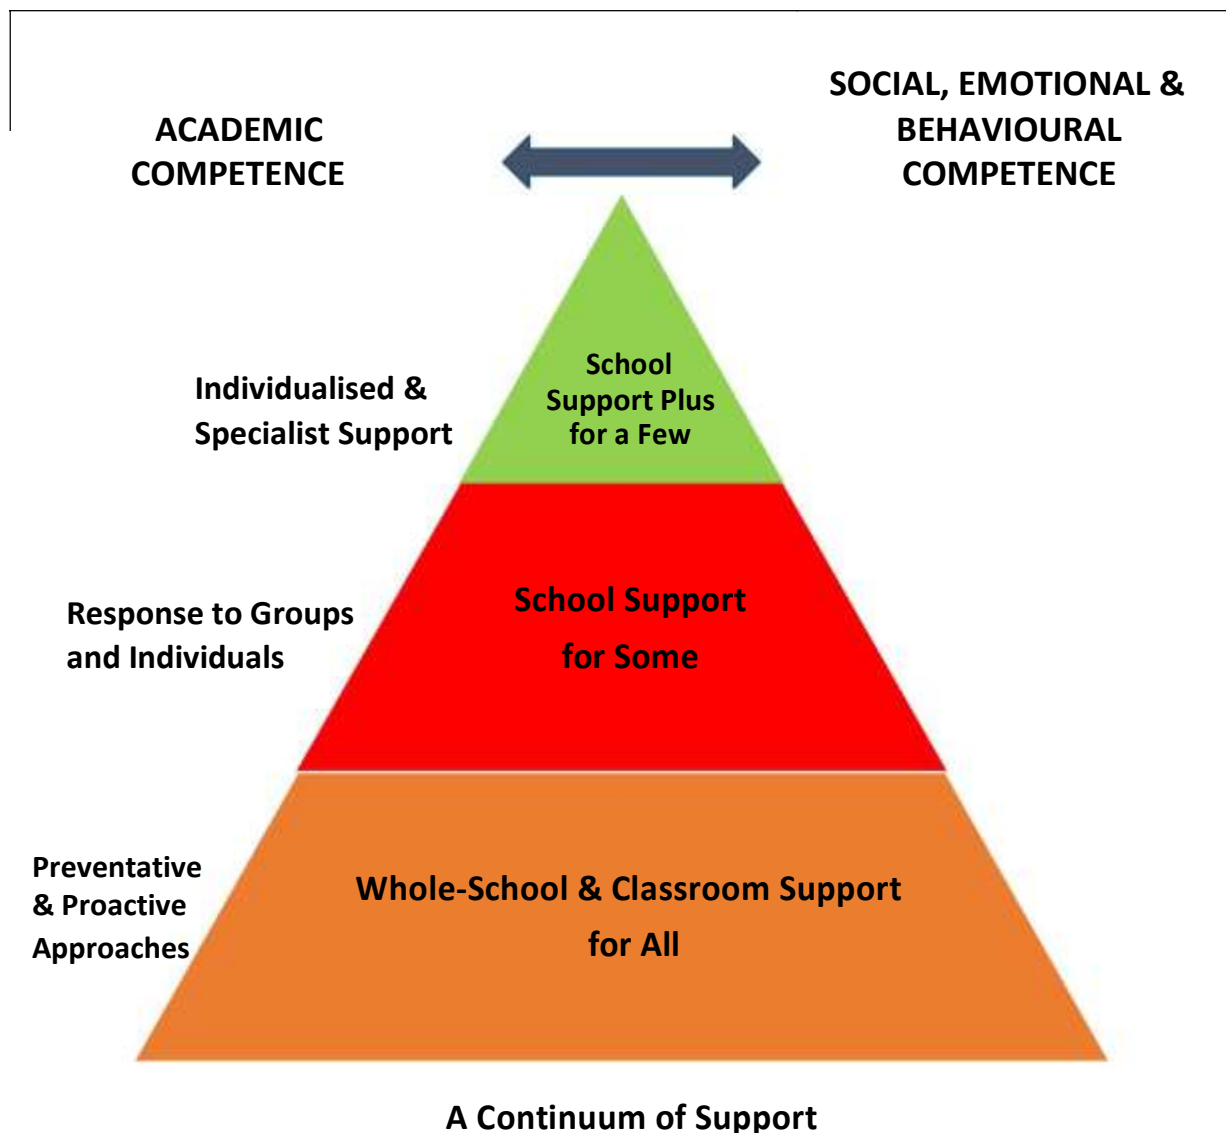 ACADEMIC
COMPETENCE
SOCIAL, EMOTIONAL &
BEHAVIOURAL
COMPETENCE
Individualised &
Specialist Support
School
Support Plus
for a Few
Response to Groups
and Individuals
School Support
for Some
Preventative
& Proactive
Approaches
Whole-School & Classroom Support
for All
A Continuum of Support